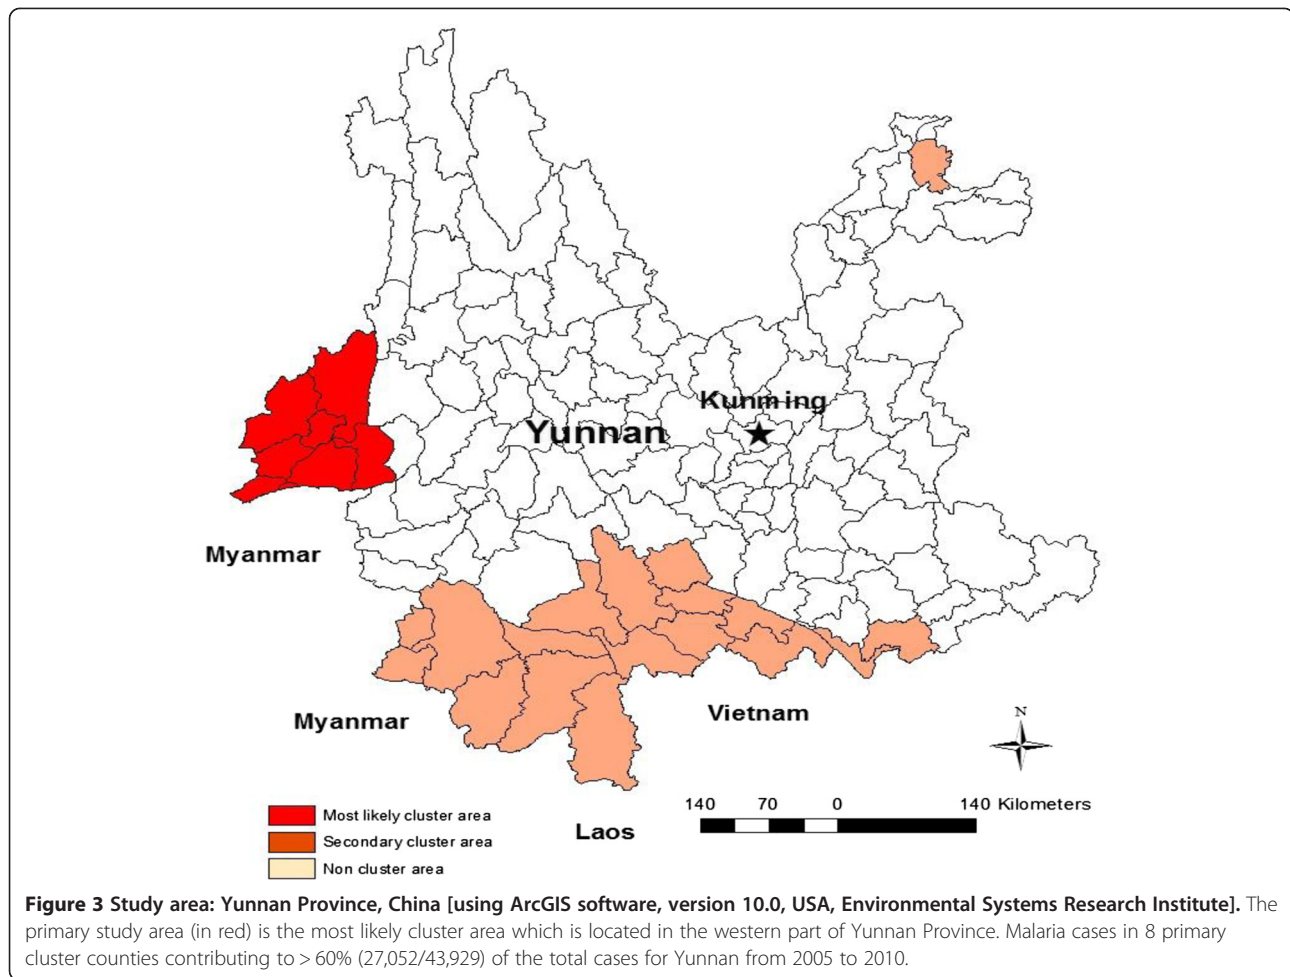 Kunming
Yunnan
Myanmar
Myanmar
Vietnam
N
140 70 0 140 Kilometers
Most likely cluster area
Secondary cluster area
Non cluster area
Laos
Figure 3 Study area: Yunnan Province, China [using ArcGIS software, version 10.0, USA, Environmental Systems Research Institute]. The
primary study area (in red) is the most likely cluster area which is located in the western part of Yunnan Province. Malaria cases in 8 primary
cluster counties contributing to > 60% (27,052/43,929) of the total cases for Yunnan from 2005 to 2010.